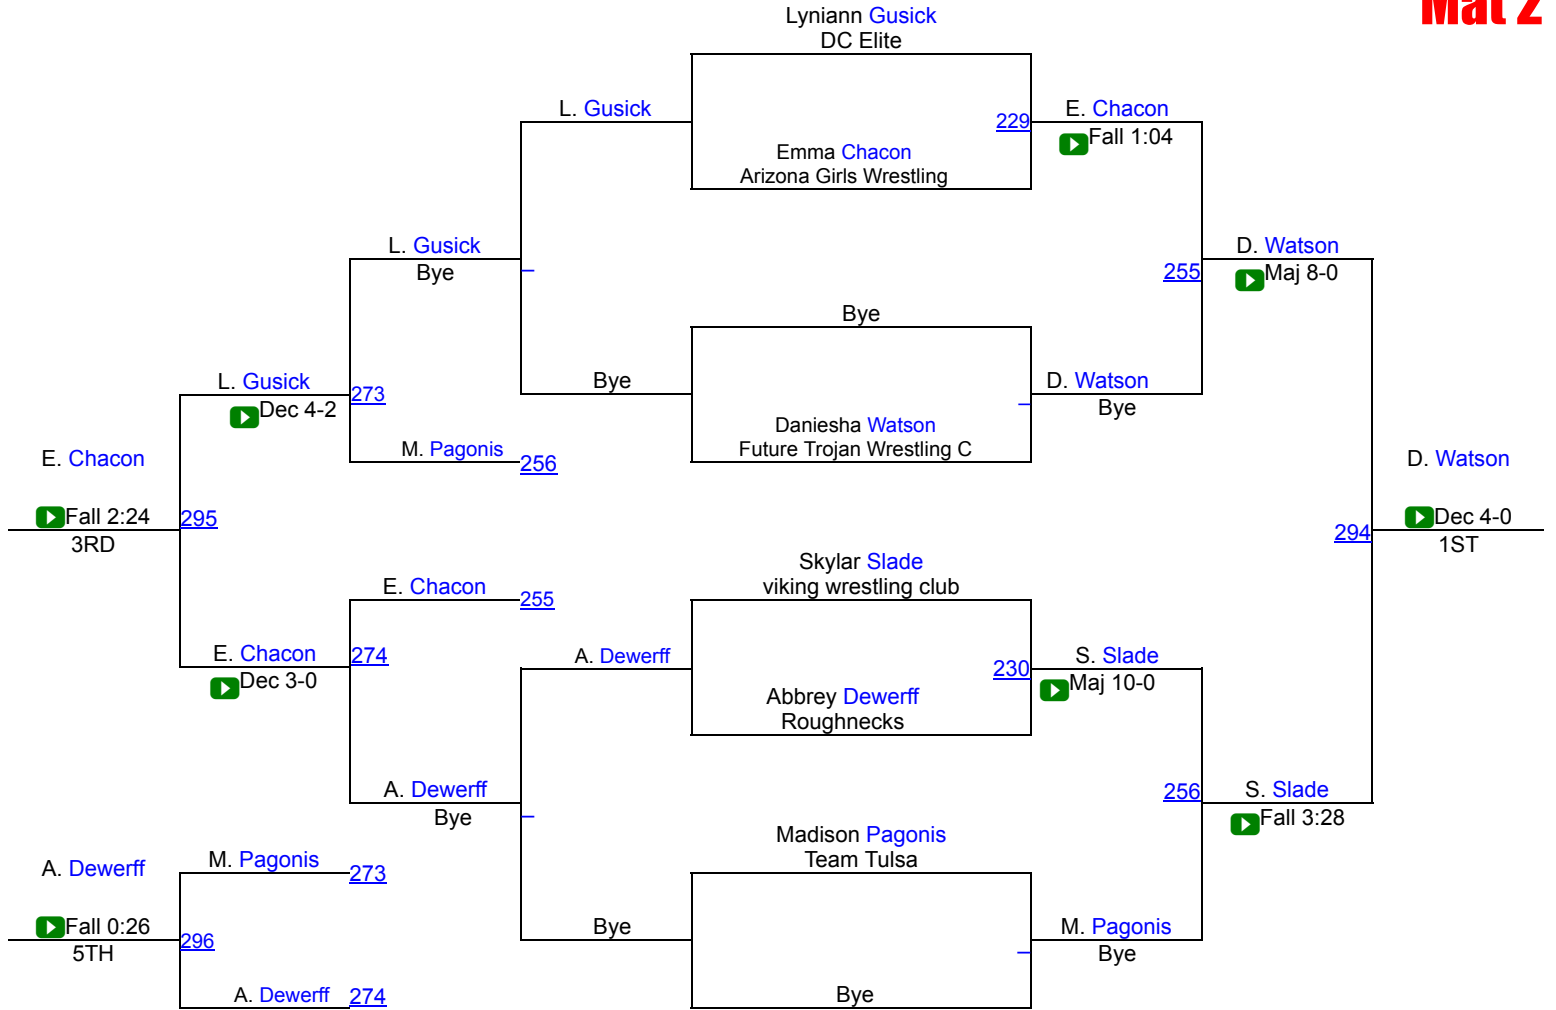 Mat 2
Lyniann Gusick
DC Elite
L. Gusick
229
E. Chacon
Fall 1:04
Emma Chacon
Arizona Girls Wrestling
L. Gusick
Bye
255
D. Watson
Maj 8-0
Bye
L. Gusick
Dec 4-2
273
Bye
D. Watson
Bye
Daniesha Watson
Future Trojan Wrestling C
M. Pagonis
256
E. Chacon
Fall 2:24
3RD
295
D. Watson
294
Dec 4-0
1ST
Skylar Slade
viking wrestling club
E. Chacon
255
E. Chacon
Dec 3-0
274
A. Dewerff
230
S. Slade
Maj 10-0
Abbrey Dewerff
Roughnecks
A. Dewerff
Bye
256
S. Slade
Fall 3:28
Madison Pagonis
Team Tulsa
A. Dewerff
M. Pagonis
273
Fall 0:26
5TH
296
Bye
M. Pagonis
Bye
A. Dewerff
274
Bye